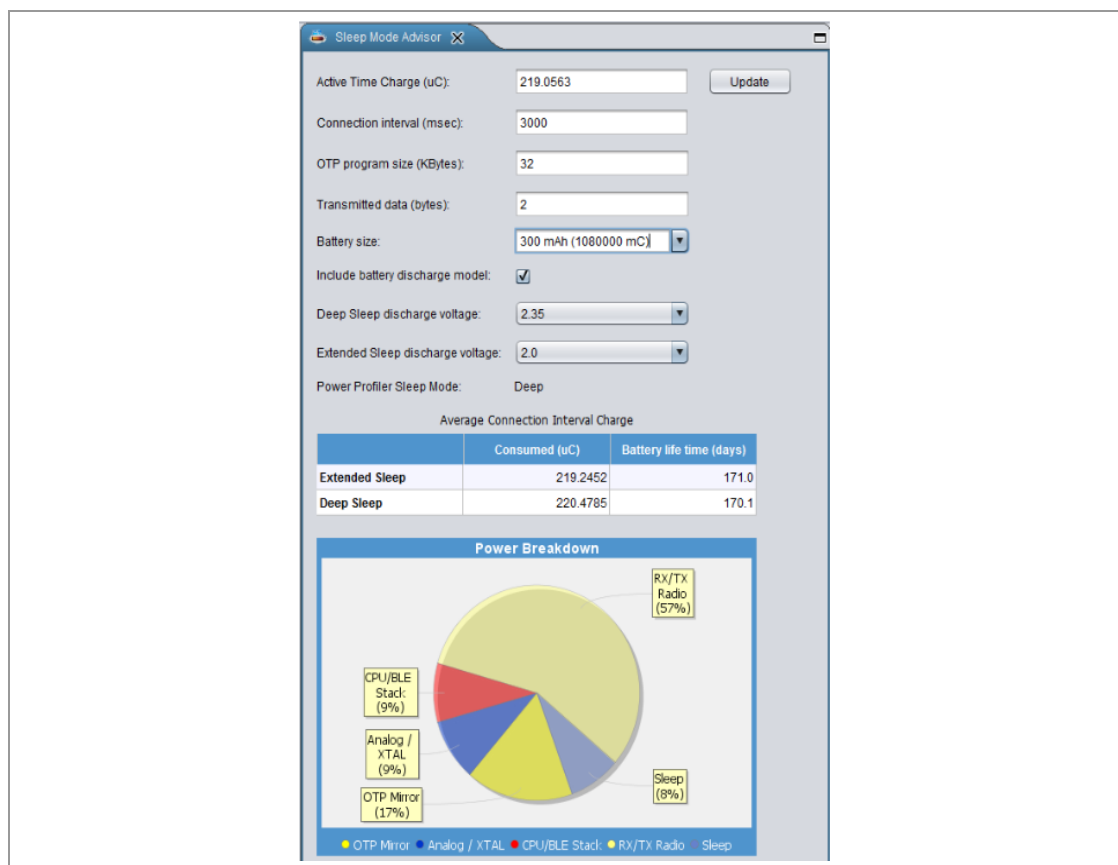 Sleep Mode Advisor
Active Time Charge (uC): 219.0563 Update
Connection interval (msec): 3000
OTP program size (KBytes): 32
Transmitted data (bytes): 2
Battery size: 300 mAh (1080000 mC)
Include battery discharge model:
Deep Sleep discharge voltage: 2.35
Extended Sleep discharge voltage: 2.0
Power Profiler Sleep Mode: Deep
Average Connection Interval Charge
Consumed (uC) Battery life time (days)
Extended Sleep 219.2452 171.0
Deep Sleep 220.4785 170.1
Power Breakdown
RX/TX
Radio
(57%)
CPU/BLE
Stack
(9%)
Analog /
XTAL
(9%)
OTP Mirror
(17%)
Sleep
(8%)
OTP Mirror Analog / XTAL CPU/BLE Stack RX/TX Radio Sleep